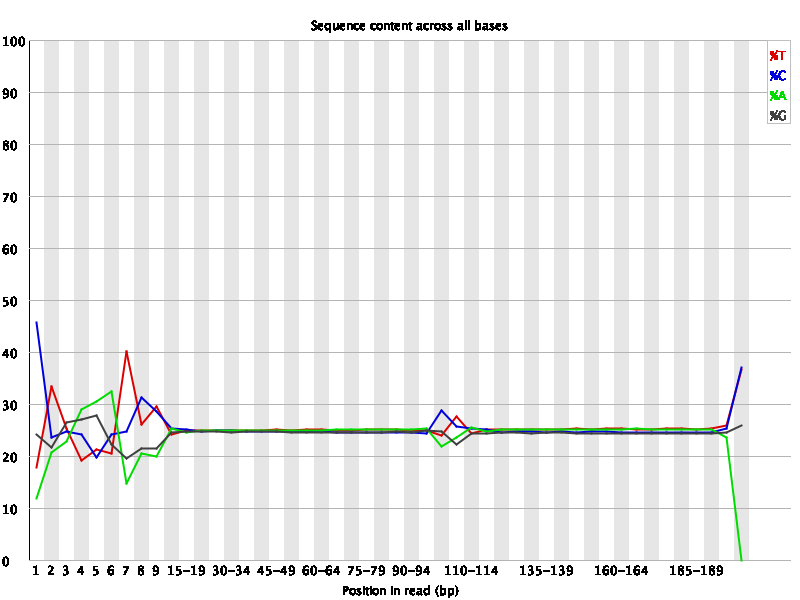 Sequence content across all bases
100
90
80
70
60
50
40
30
20
10
0
%T
%C
%A
%G
1 2 3 4 5 6 7 8 9 15-19 30-34 45-49 60-64 75-79 90-94 110-114 135-139 160-164 185-189
Position in read (bp)